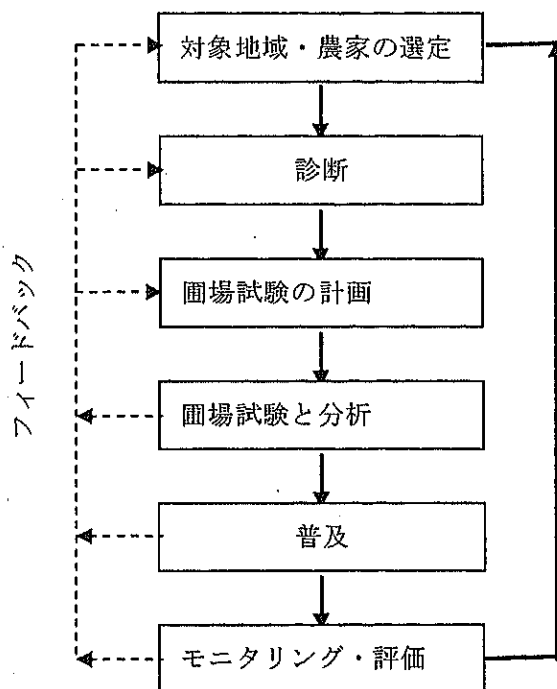 対象地域・農家の選定
診断
圃場試験の計画
圃場試験と分析
普及
モニタリング・評価
フィードバック